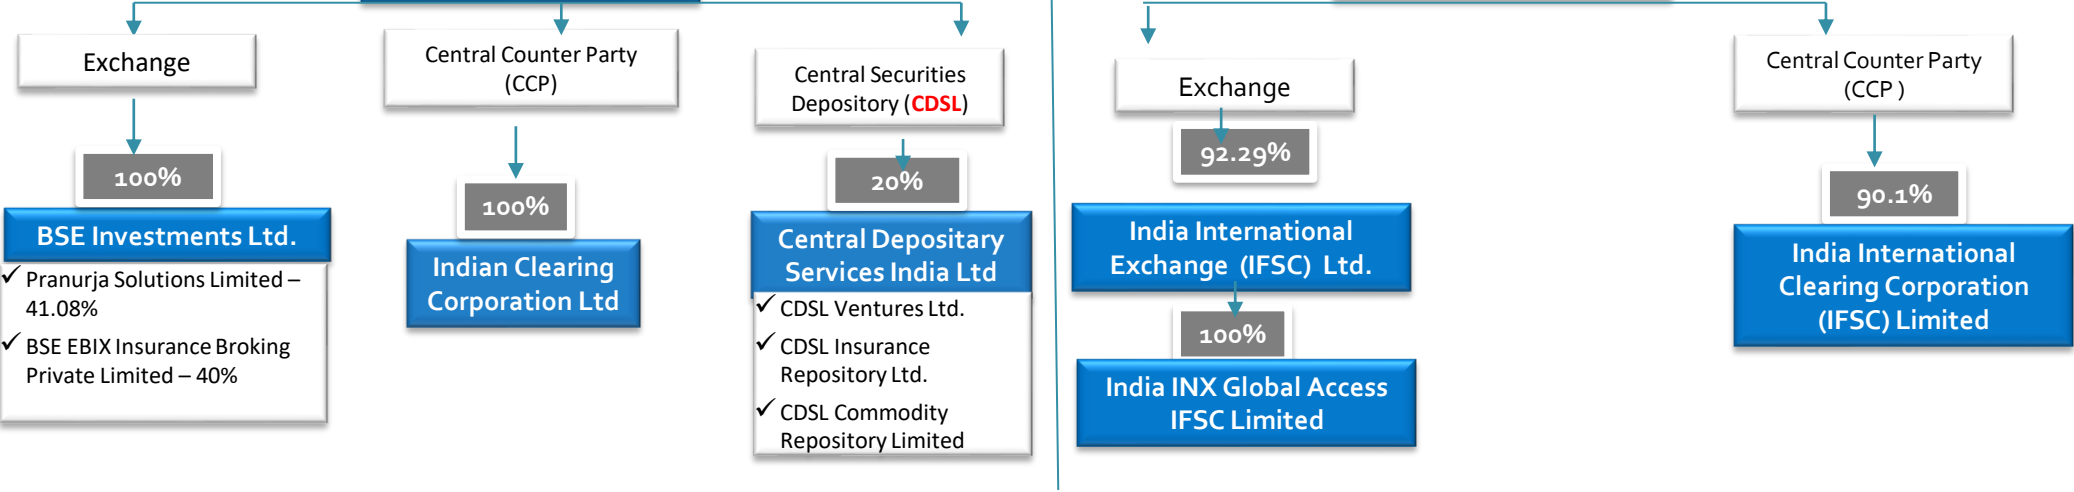 Exchange
100%
BSE Investments Ltd.
✓ Pranurja Solutions Limited –
41.08%
✓ BSE EBIX Insurance Broking
Private Limited – 40%
Central Counter Party
(CCP)
100%
Indian Clearing
Corporation Ltd
Central Securities
Depository (CDSL)
20%
Central Depositary
Services India Ltd
✓ CDSL Ventures Ltd.
✓ CDSL Insurance
Repository Ltd.
✓ CDSL Commodity
Repository Limited
Exchange
92.29%
India International
Exchange (IFSC) Ltd.
100%
India INX Global Access
IFSC Limited
Central Counter Party
(CCP )
90.1%
India International
Clearing Corporation
(IFSC) Limited